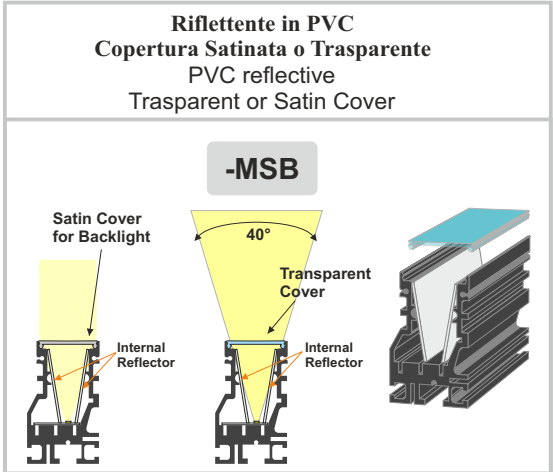 Riflettente in PVC
Copertura Satinata o Trasparente
PVC reflective
Trasparent or Satin Cover
-MSB
Satin Cover
for Backlight
40°
Transparent
Cover
Internal
Reflector
Internal
Reflector